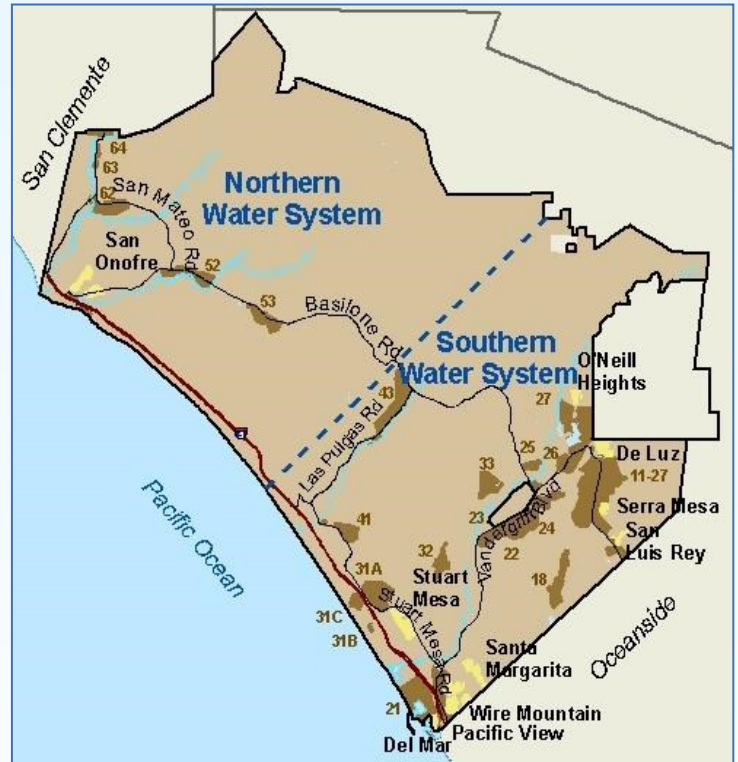 San Clemente
64
63
62
San Mateo Rd
Northern
Water System
San
Onofre
52
53
Basilone Rd
Southern
Water System
O'Neill
Heights
27
43
Las Pulgas Rd
De Luz
11-27
26
25
33
23
Vandergrift Blvd
24
22
Serra Mesa
San
Luis Rey
18
41
32
Stuart
Mesa
31A
31C
31B
Stuart Mesa Rd
Pacific Ocean
Oceanside
Santa
Margarita
21
Wire Mountain
Pacific View
Del Mar